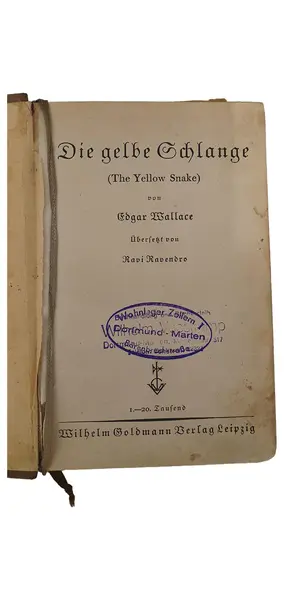 Die gelbe Schlange
(The Yellow Snake)
von
Edgar Wallace
Übersetzt von
Ravi Ravendro
Wohnlager Zollern I
Dortmund-Marten
1.—20. Tausend
Wilhelm Goldmann Verlag Leipzig